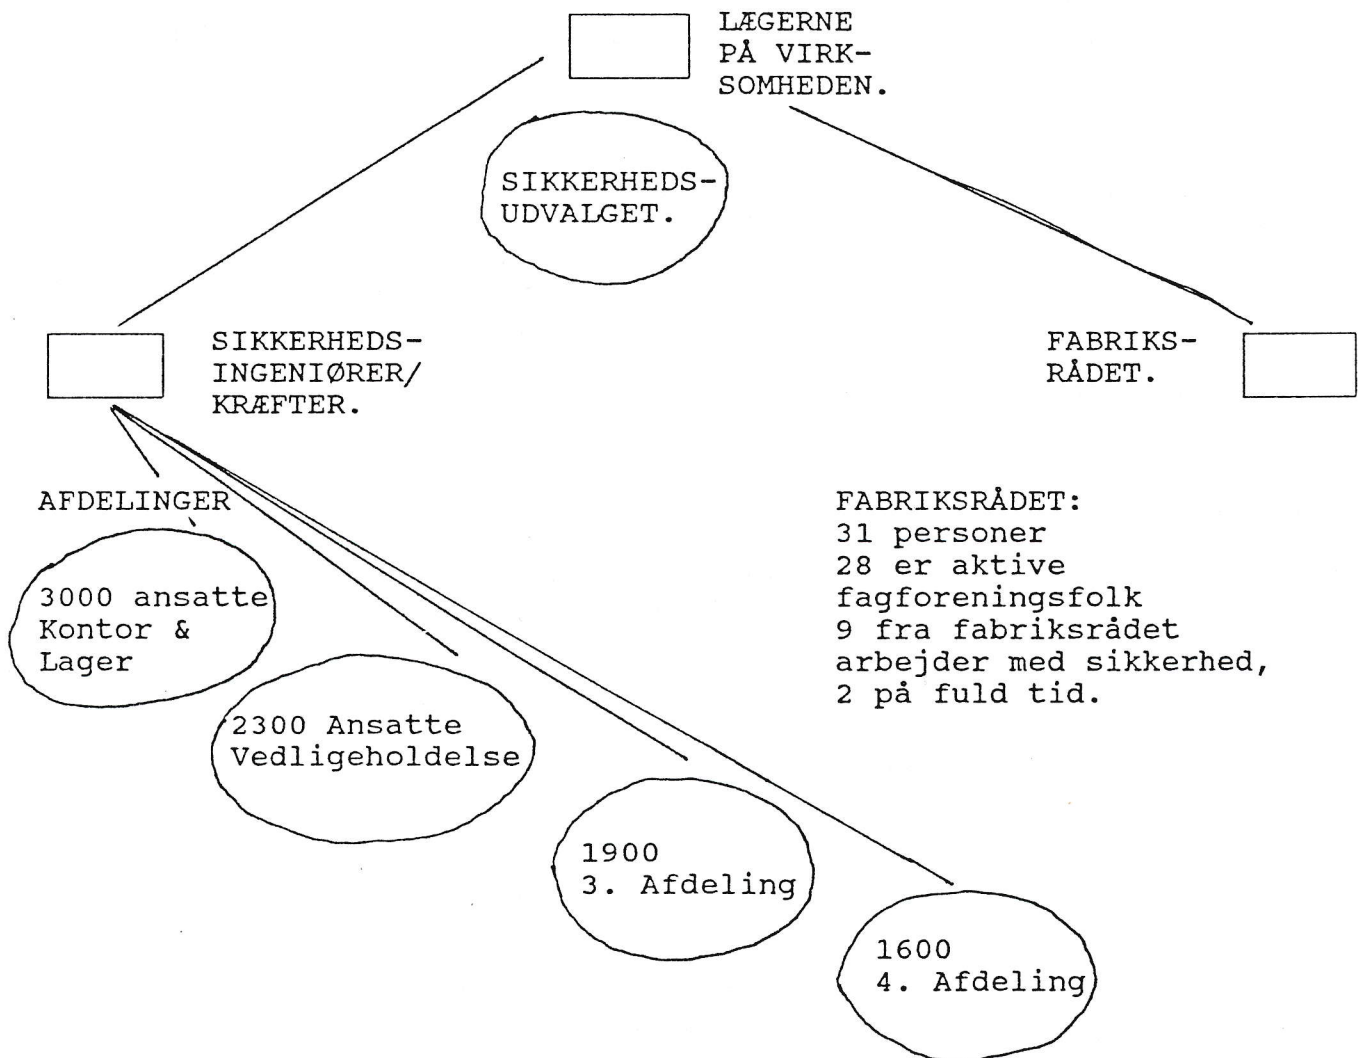 LÆGERNE
PÅ VIRK-
SOMHEDEN.
SIKKERHEDS-
UDVALGET.
SIKKERHEDS-
INGENIØRER/
KRÆFTER.
FABRIKS-
RÅDET.
AFDELINGER
3000 ansatte
Kontor &
Lager
2300 Ansatte
Vedligeholdelse
1900
3. Afdeling
1600
4. Afdeling
FABRIKSRÅDET:
31 personer
28 er aktive
fagforeningsfolk
9 fra fabriksrådet
arbejder med sikkerhed,
2 på fuld tid.